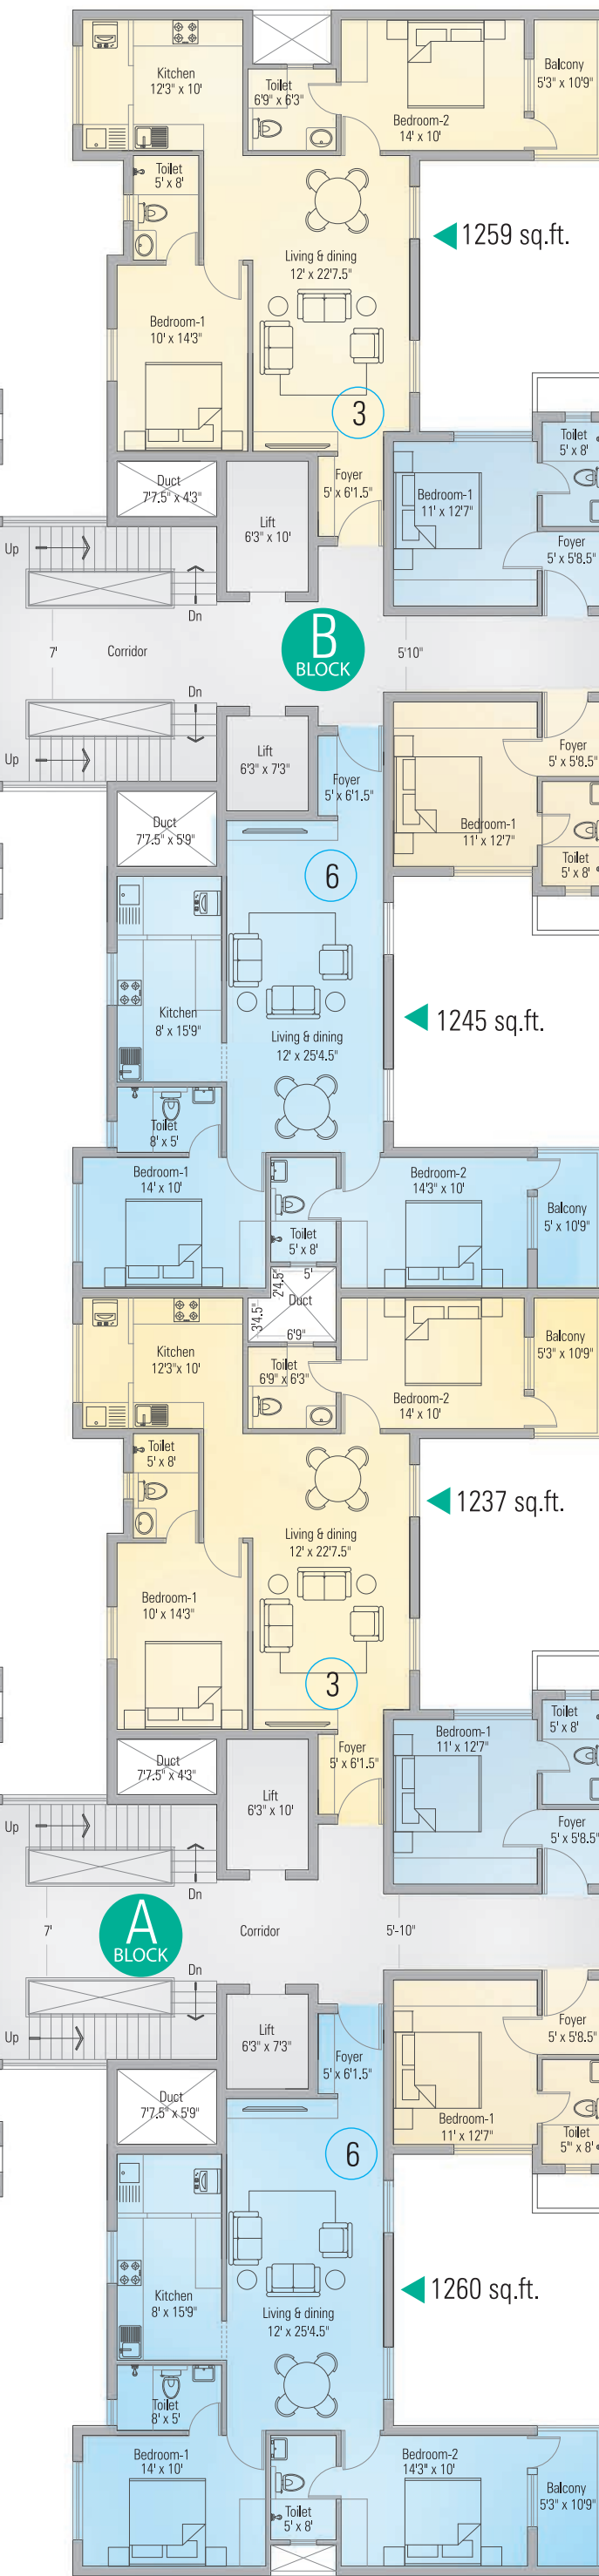 Kitchen
12'3" x 10'
Toilet
6'9" x 6'3"
Bedroom-2
14' x 10'
Balcony
5'3" x 10'9"
Toilet
5' x 8'
1259 sq.ft.
Living & dining
12' x 22'7.5"
Bedroom-1
10' x 14'3"
3
Toilet
5' x 8'
Duct
7'7.5" x 4'3"
Foyer
5' x 6'1.5"
Bedroom-1
11' x 12'7"
Lift
6'3" x 10'
Foyer
5' x 5'8.5"
Up
Dn
7'
Corridor
B
BLOCK
5'10"
Dn
Up
Lift
6'3" x 7'3"
Foyer
5' x 6'1.5"
Foyer
5' x 5'8.5"
Duct
7'7.5" x 5'9"
Bedroom-1
11' x 12'7"
Toilet
5' x 8'
6
Kitchen
8' x 15'9"
1245 sq.ft.
Living & dining
12' x 25'4.5"
Toilet
8' x 5'
Bedroom-1
14' x 10'
Bedroom-2
14'3" x 10'
Balcony
5' x 10'9"
Toilet
5' x 8'
5'
2'4.5"
Duct
3'4.5"
6'9"
Kitchen
12'3"x 10'
Toilet
6'9" x 6'3"
Bedroom-2
14' x 10'
Balcony
5'3" x 10'9"
Toilet
5' x 8'
1237 sq.ft.
Living & dining
12' x 22'7.5"
Bedroom-1
10' x 14'3"
3
Toilet
5' x 8'
Bedroom-1
11' x 12'7"
Duct
7'7.5" x 4'3"
Foyer
5' x 6'1.5"
Lift
6'3" x 10'
Foyer
5' x 5'8.5"
Up
Dn
7'
A
BLOCK
Corridor
5'-10"
Dn
Up
Lift
6'3" x 7'3"
Foyer
5' x 6'1.5"
Foyer
5' x 5'8.5"
Duct
7'7.5" x 5'9"
Bedroom-1
11' x 12'7"
Toilet
5'" x 8'
6
Kitchen
8' x 15'9"
1260 sq.ft.
Living & dining
12' x 25'4.5"
Toilet
8' x 5'
Bedroom-1
14' x 10'
Bedroom-2
14'3" x 10'
Balcony
5'3" x 10'9"
Toilet
5' x 8'